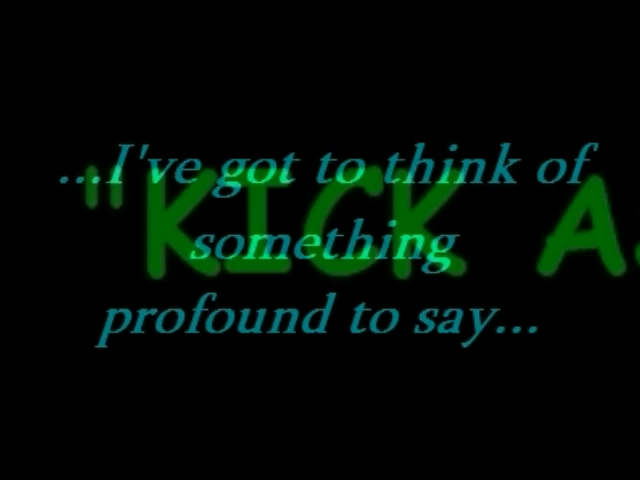 ...I've got to think of
"KICK A
something
profound to say...